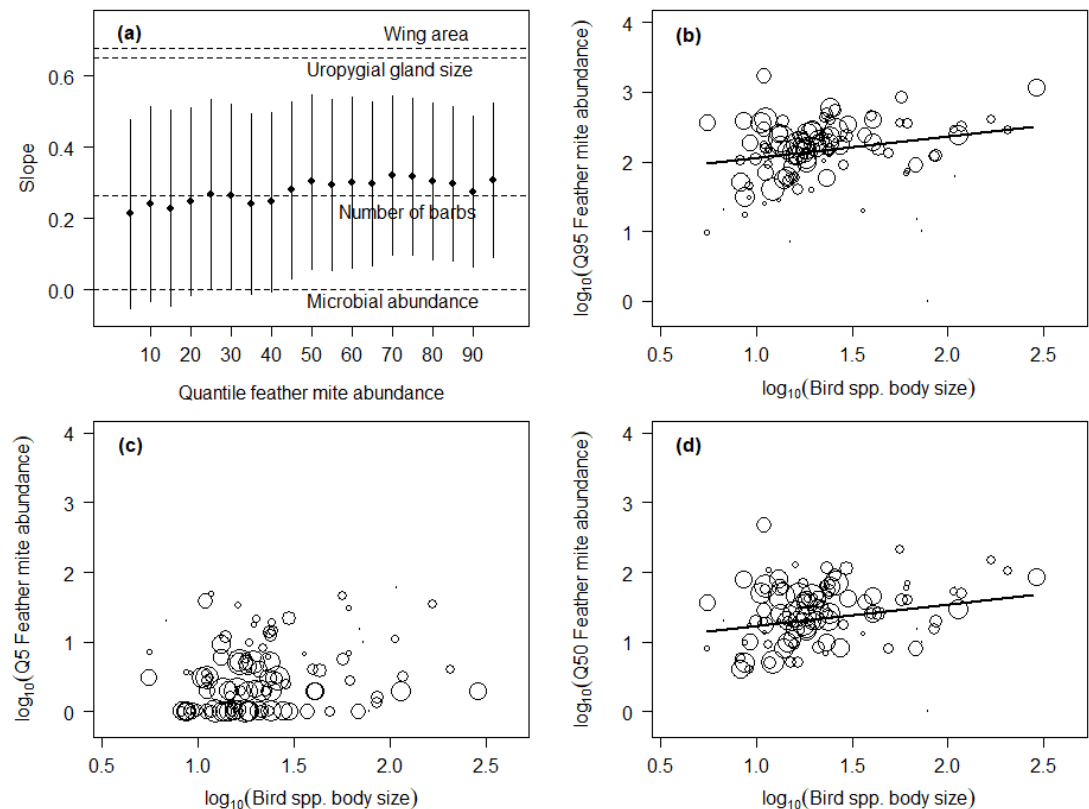 (a)
Wing area
Uropygial gland size
Number of barbs
Microbial abundance
0.6
0.4
0.2
0.0
Slope
10 20 30 40 50 60 70 80 90
Quantile feather mite abundance
(b)
4
3
2
1
0
log10(Q95 Feather mite abundance)
0.5 1.0 1.5 2.0 2.5
log10(Bird spp. body size)
(c)
4
3
2
1
0
log10(Q5 Feather mite abundance)
0.5 1.0 1.5 2.0 2.5
log10(Bird spp. body size)
(d)
4
3
2
1
0
log10(Q50 Feather mite abundance)
0.5 1.0 1.5 2.0 2.5
log10(Bird spp. body size)